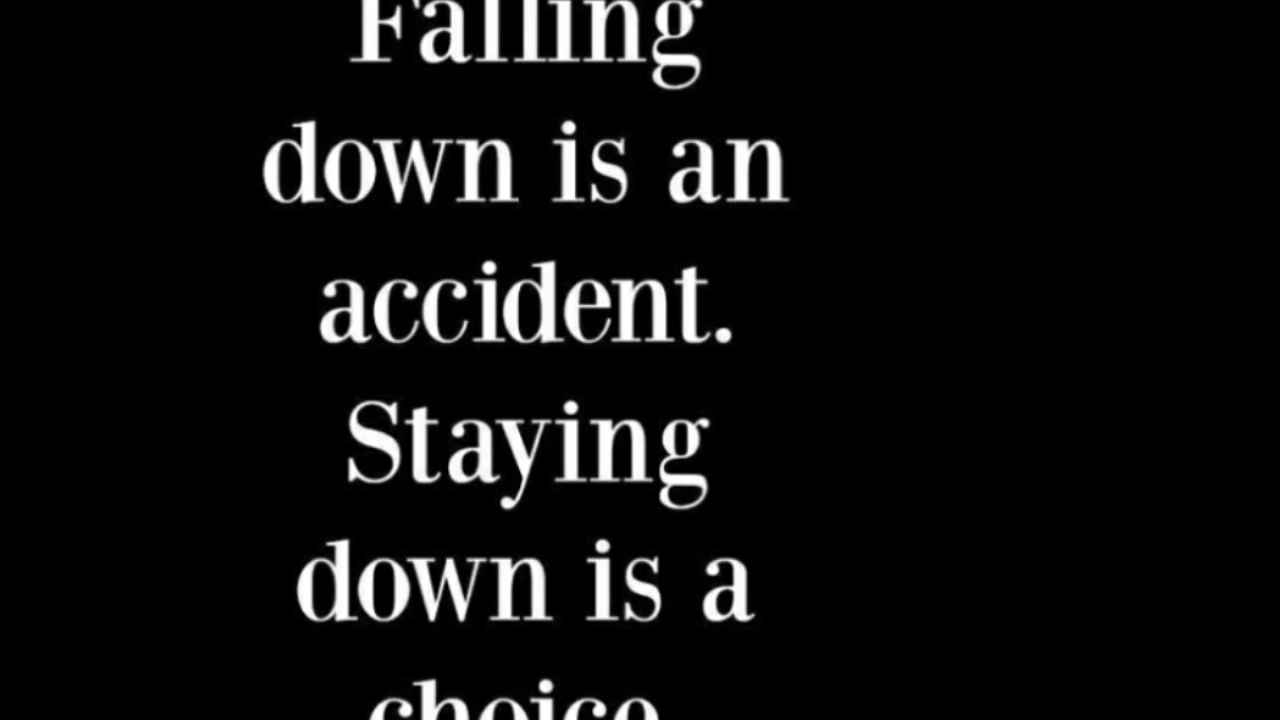 Falling
down is an
accident.
Staying
down is a
choice.